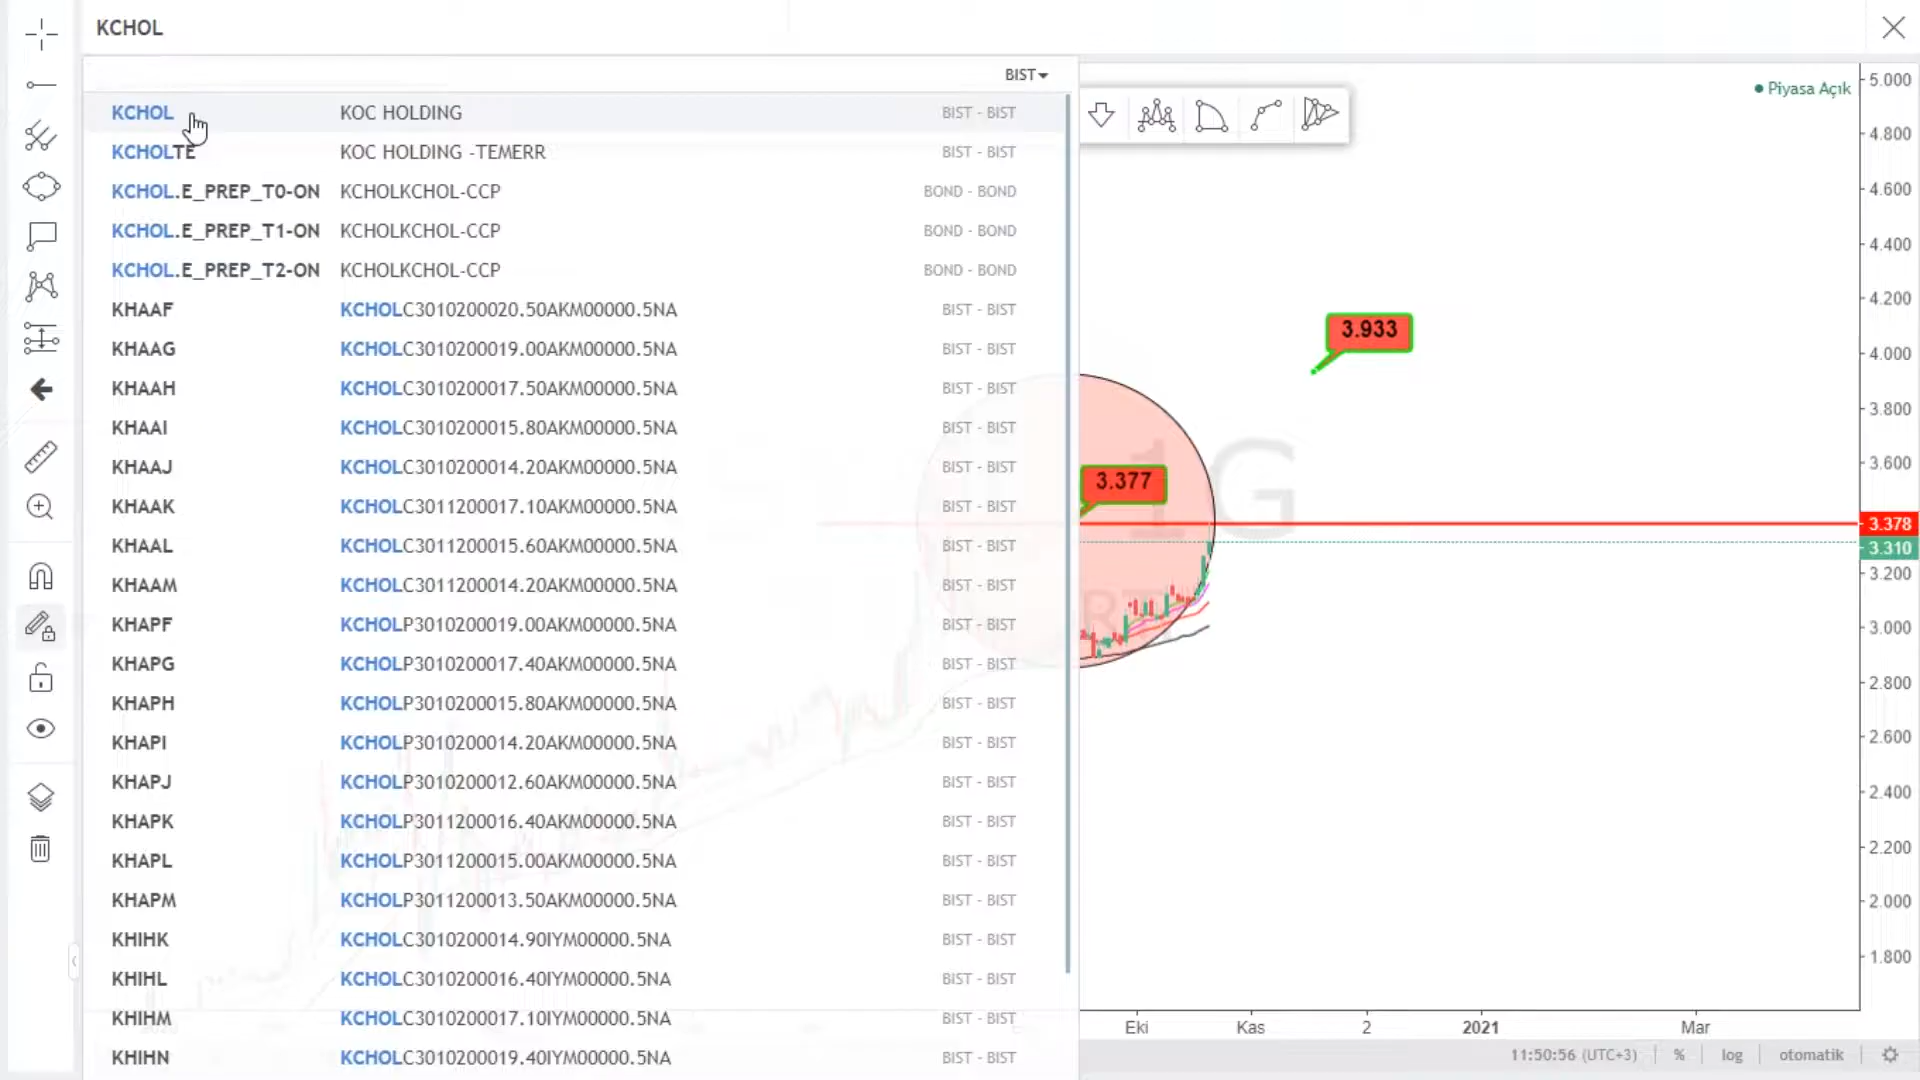 KCHOL
BIST
KCHOL KOC HOLDING BIST - BIST
KCHOLTE KOC HOLDING -TEMERR BIST - BIST
KCHOL.E_PREP_T0-ON KCHOLKCHOL-CCP BOND - BOND
KCHOL.E_PREP_T1-ON KCHOLKCHOL-CCP BOND - BOND
KCHOL.E_PREP_T2-ON KCHOLKCHOL-CCP BOND - BOND
KHAAF KCHOLC3010200020.50AKM00000.5NA BIST - BIST
KHAAG KCHOLC3010200019.00AKM00000.5NA BIST - BIST
KHAAH KCHOLC3010200017.50AKM00000.5NA BIST - BIST
KHAAI KCHOLC3010200015.80AKM00000.5NA BIST - BIST
KHAAJ KCHOLC3010200014.20AKM00000.5NA BIST - BIST
KHAAK KCHOLC3011200017.10AKM00000.5NA BIST - BIST
KHAAL KCHOLC3011200015.60AKM00000.5NA BIST - BIST
KHAAM KCHOLC3011200014.20AKM00000.5NA BIST - BIST
KHAPF KCHOLP3010200019.00AKM00000.5NA BIST - BIST
KHAPG KCHOLP3010200017.40AKM00000.5NA BIST - BIST
KHAPH KCHOLP3010200015.80AKM00000.5NA BIST - BIST
KHAPI KCHOLP3010200014.20AKM00000.5NA BIST - BIST
KHAPJ KCHOLP3010200012.60AKM00000.5NA BIST - BIST
KHAPK KCHOLP3011200016.40AKM00000.5NA BIST - BIST
KHAPL KCHOLP3011200015.00AKM00000.5NA BIST - BIST
KHAPM KCHOLP3011200013.50AKM00000.5NA BIST - BIST
KHIHK KCHOLC3010200014.90IYM00000.5NA BIST - BIST
KHIHL KCHOLC3010200016.40IYM00000.5NA BIST - BIST
KHIHM KCHOLC3010200017.10IYM00000.5NA BIST - BIST
KHIHN KCHOLC3010200019.40IYM00000.5NA BIST - BIST
Piyasa Açık
3.933
3.377
1G
5.000
4.800
4.600
4.400
4.200
4.000
3.800
3.600
3.378
3.310
3.200
3.000
2.800
2.600
2.400
2.200
2.000
1.800
Eki Kas 2 2021 Mar
11:50:56 (UTC+3) % log otomatik